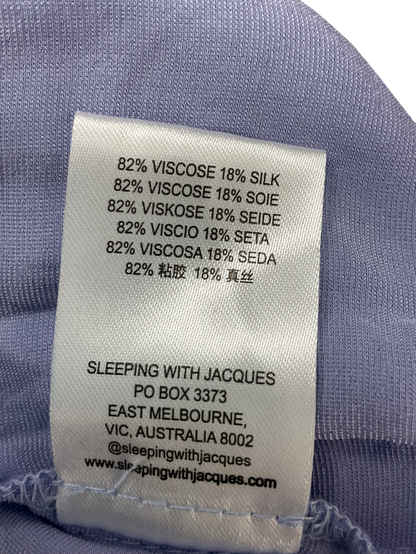 82% VISCOSE 18% SILK
82% VISCOSE 18% SOIE
82% VISKOSE 18% SEIDE
82% VISCIO 18% SETA
82% VISCOSA 18% SEDA
82% 粘胶 18% 真丝
SLEEPING WITH JACQUES
PO BOX 3373
EAST MELBOURNE,
VIC, AUSTRALIA 8002
@sleepingwithjacques
www.sleepingwithjacques.com